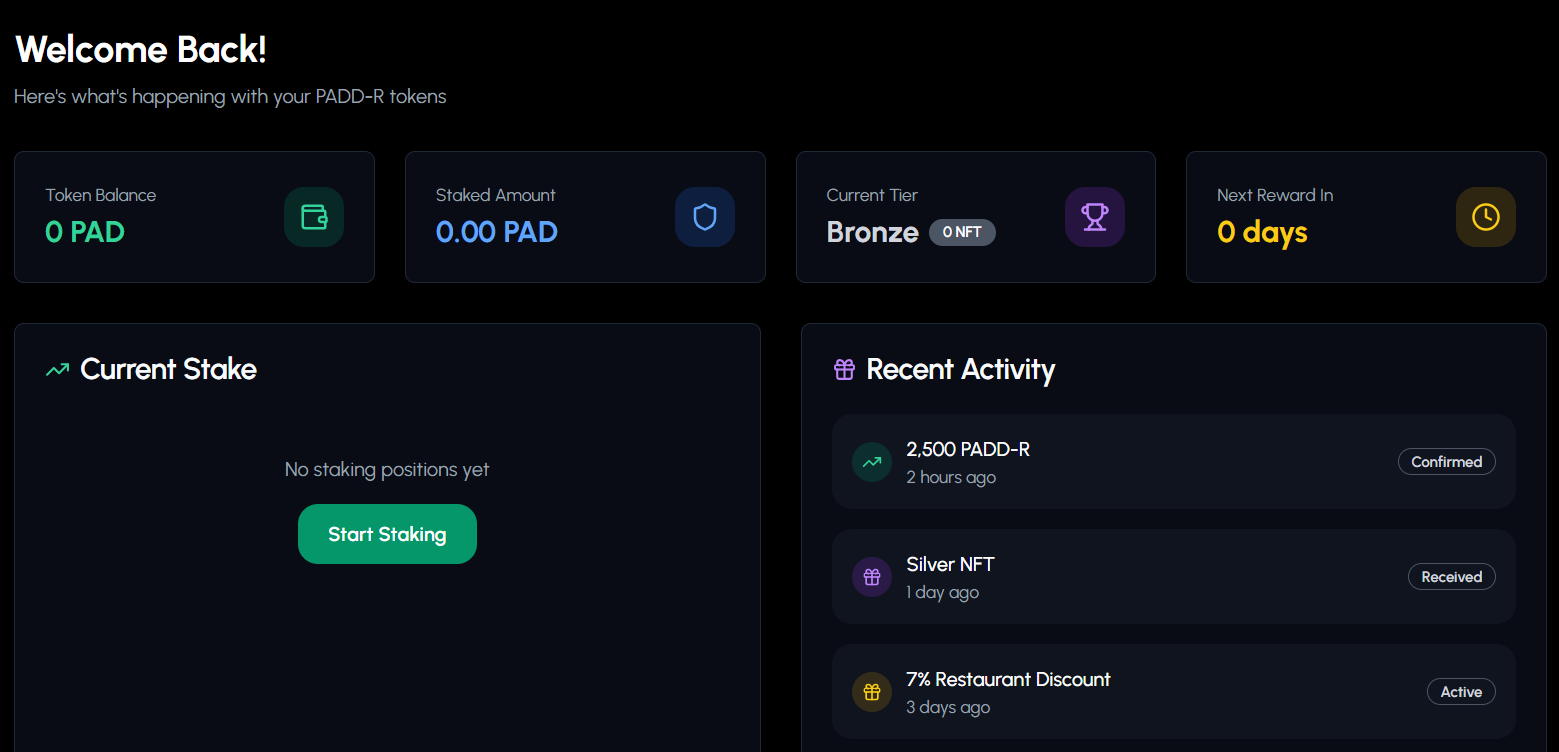 Welcome Back!
Here's what's happening with your PADD-R tokens
Token Balance
0 PAD
Staked Amount
0.00 PAD
Current Tier
Bronze 0 NFT
Next Reward In
0 days
Current Stake
No staking positions yet
Start Staking
Recent Activity
2,500 PADD-R
2 hours ago
Confirmed
Silver NFT
1 day ago
Received
7% Restaurant Discount
3 days ago
Active